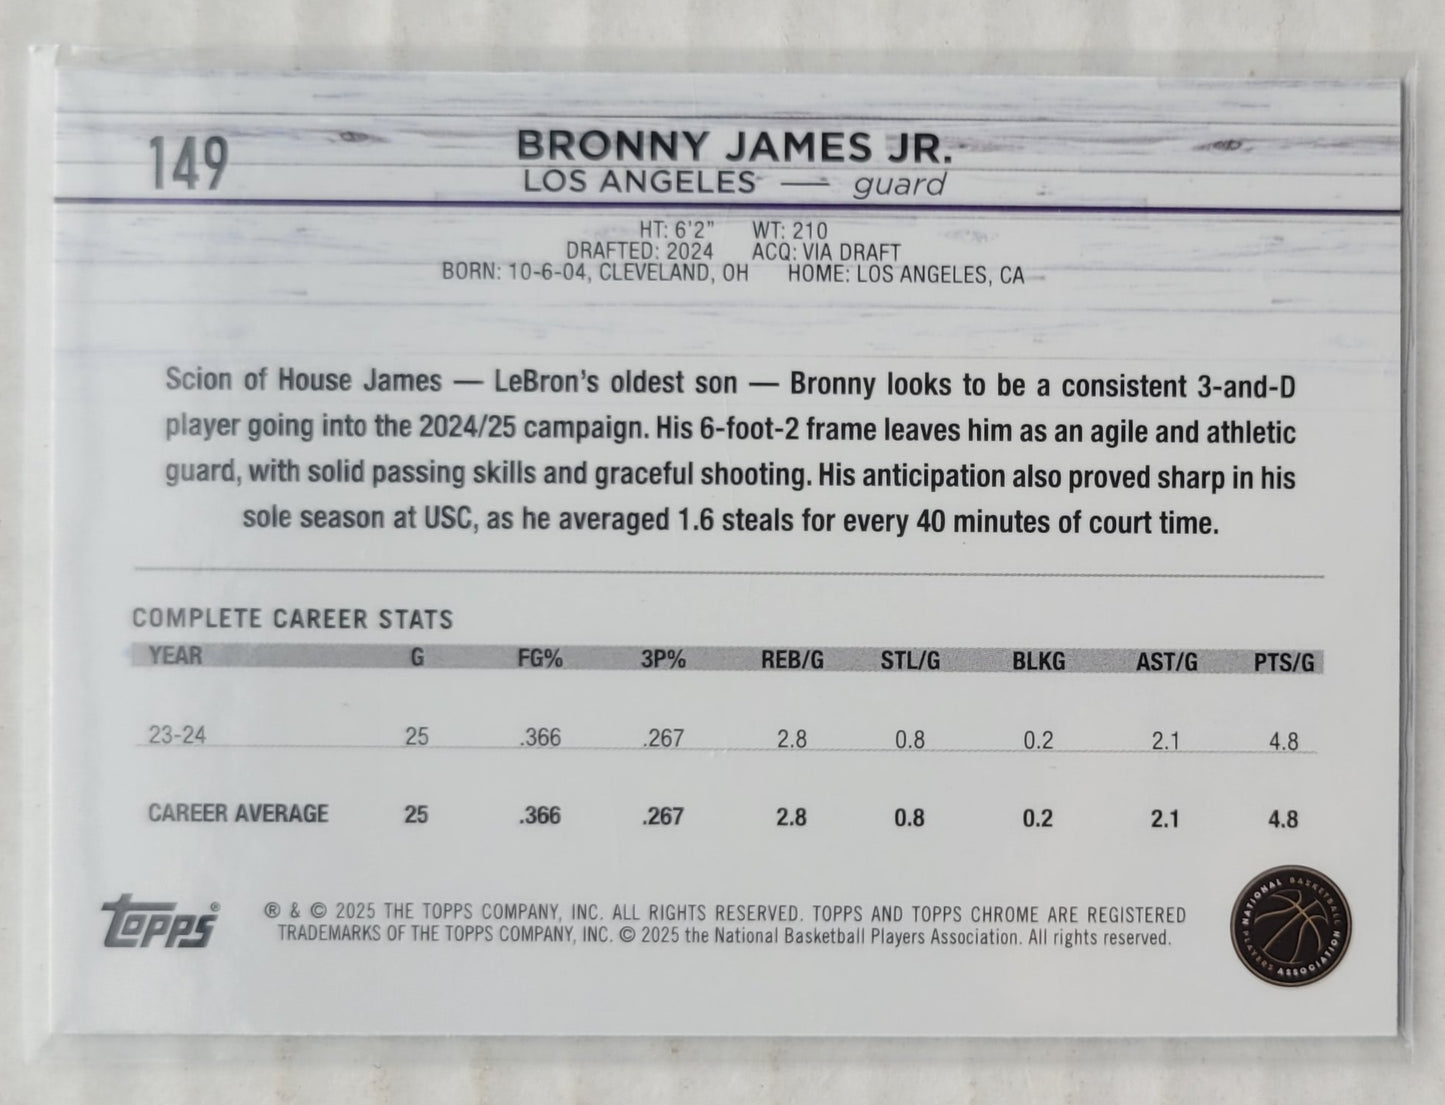 149
BRONNY JAMES JR.
LOS ANGELES — guard
HT: 6'2" WT: 210
DRAFTED: 2024 ACQ: VIA DRAFT
BORN: 10-6-04, CLEVELAND, OH HOME: LOS ANGELES, CA
Scion of House James — LeBron's oldest son — Bronny looks to be a consistent 3-and-D
player going into the 2024/25 campaign. His 6-foot-2 frame leaves him as an agile and athletic
guard, with solid passing skills and graceful shooting. His anticipation also proved sharp in his
sole season at USC, as he averaged 1.6 steals for every 40 minutes of court time.
COMPLETE CAREER STATS
YEAR G FG% 3P% REB/G STL/G BLKG AST/G PTS/G
23-24 25 .366 .267 2.8 0.8 0.2 2.1 4.8
CAREER AVERAGE 25 .366 .267 2.8 0.8 0.2 2.1 4.8
topps®
® & © 2025 THE TOPPS COMPANY, INC. ALL RIGHTS RESERVED. TOPPS AND TOPPS CHROME ARE REGISTERED
TRADEMARKS OF THE TOPPS COMPANY, INC. © 2025 the National Basketball Players Association. All rights reserved.
NATIONAL BASKETBALL PLAYERS ASSOCIATION